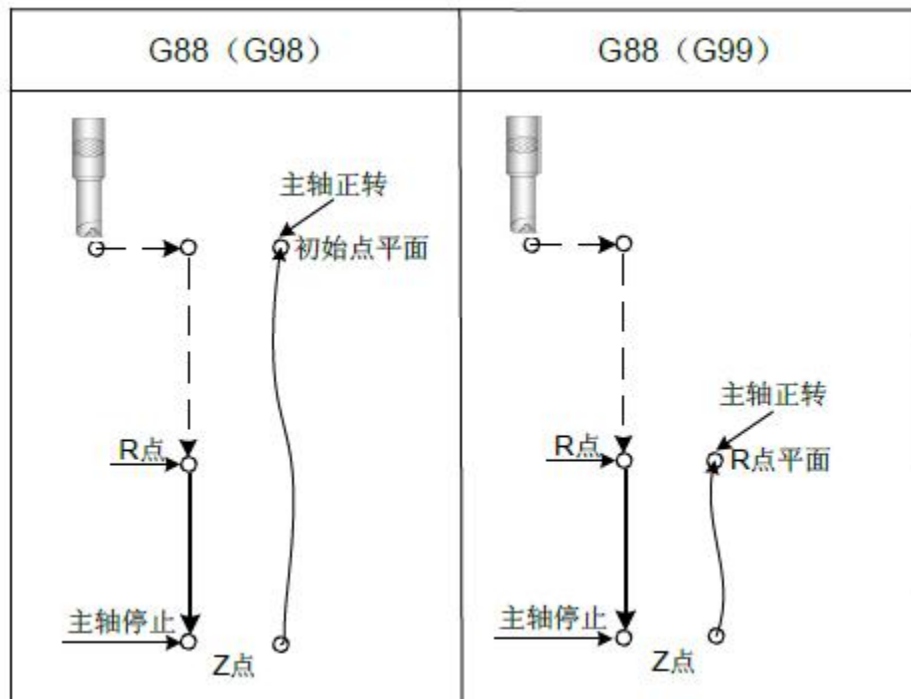 G88（G98）
G88（G99）
主轴正转
初始点平面
R点
主轴停止
Z点
主轴正转
R点
R点平面
主轴停止
Z点